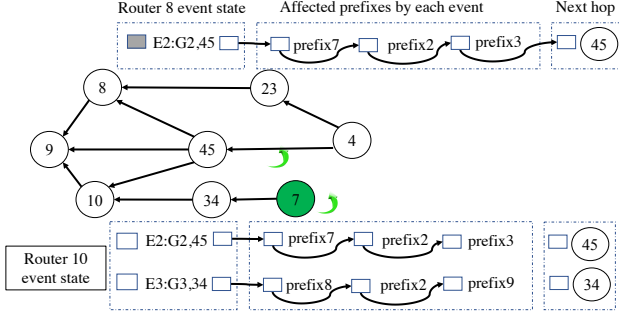 Router 8 event state Affected prefixes by each event Next hop
E2:G2,45 prefix7 prefix2 prefix3 45
8 23
4
9 45
10 34 7
E2:G2,45 prefix7 prefix2 prefix3 45
Router 10
event state
E3:G3,34 prefix8 prefix2 prefix9 34